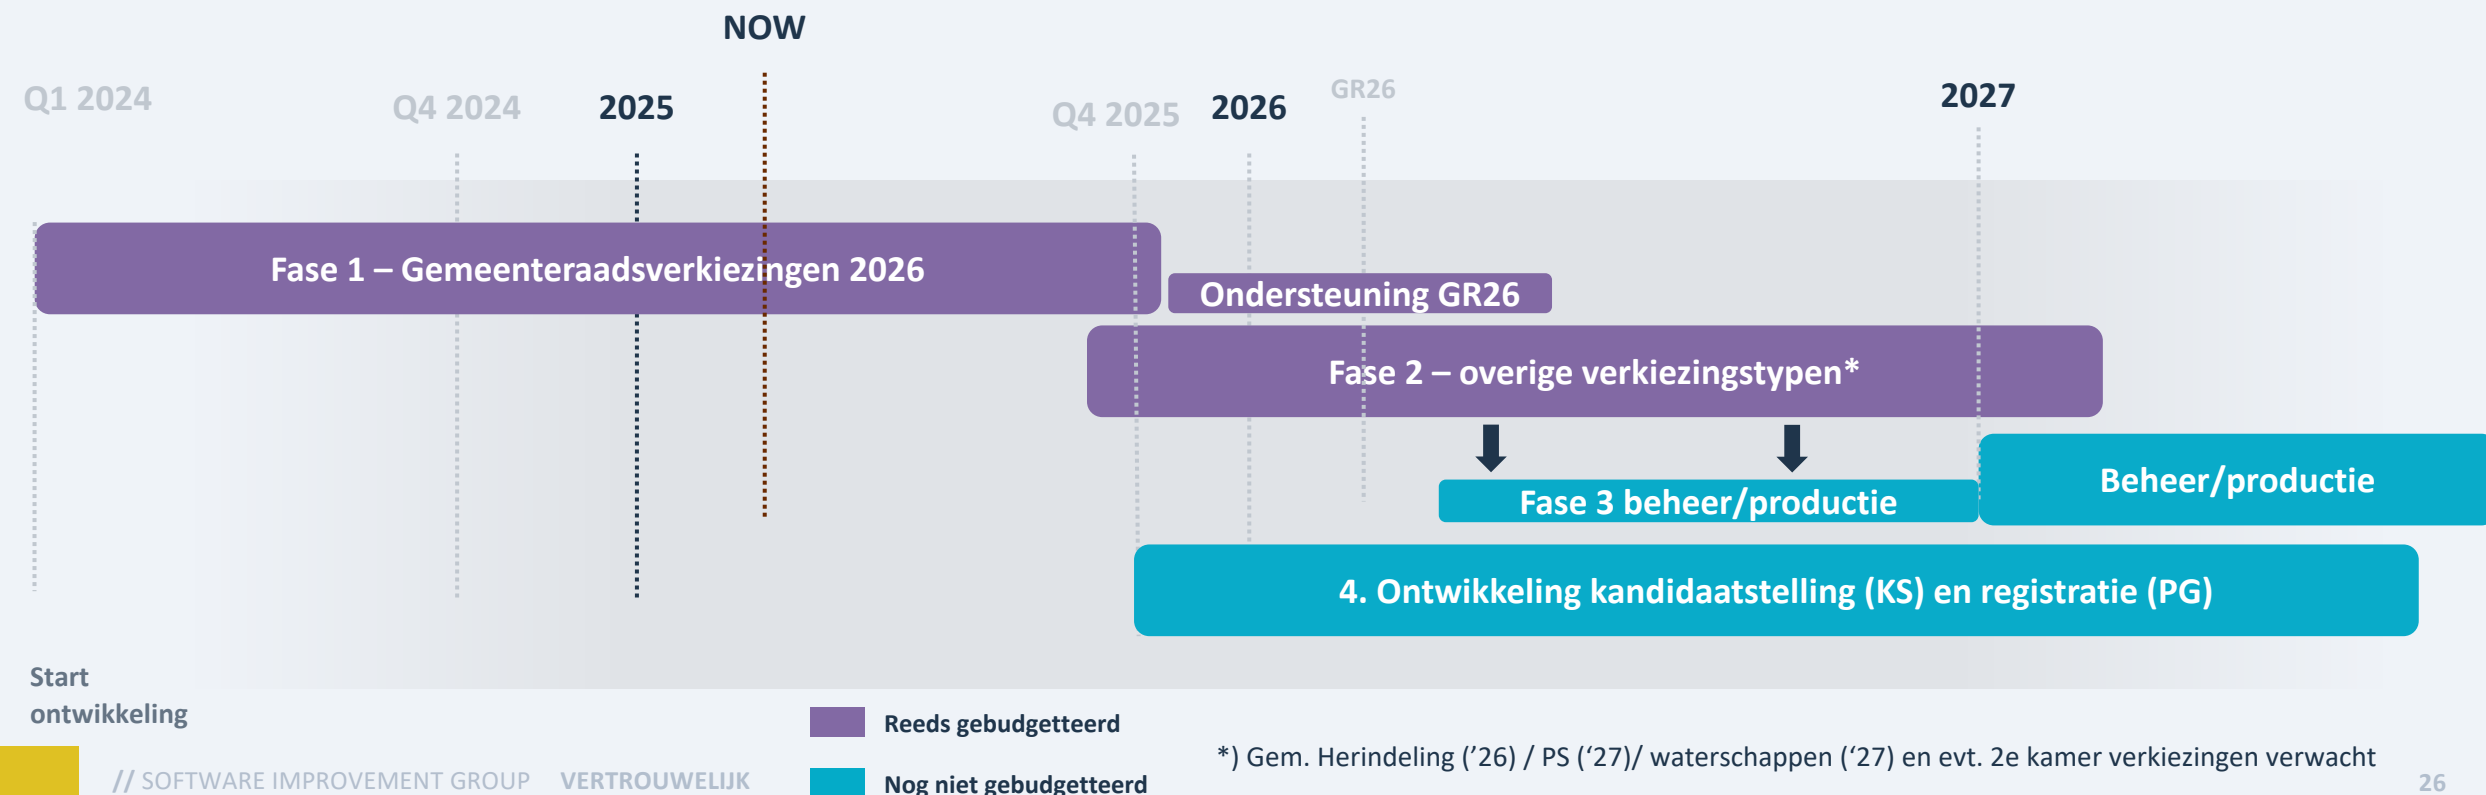 NOW
Q1 2024
Q4 2024
2025
Q4 2025
2026
GR26
2027
Fase 1 – Gemeenteraadsverkiezingen 2026
Ondersteuning GR26
Fase 2 – overige verkiezingstypen*
Beheer/productie
Fase 3 beheer/productie
4. Ontwikkeling kandidaatstelling (KS) en registratie (PG)
Start
ontwikkeling
Reeds gebudgetteerd
*) Gem. Herindeling (’26) / PS (‘27)/ waterschappen (’27) en evt. 2e kamer verkiezingen verwacht
// SOFTWARE IMPROVEMENT GROUP VERTROUWELIJK
Nog niet gebudgetteerd
26